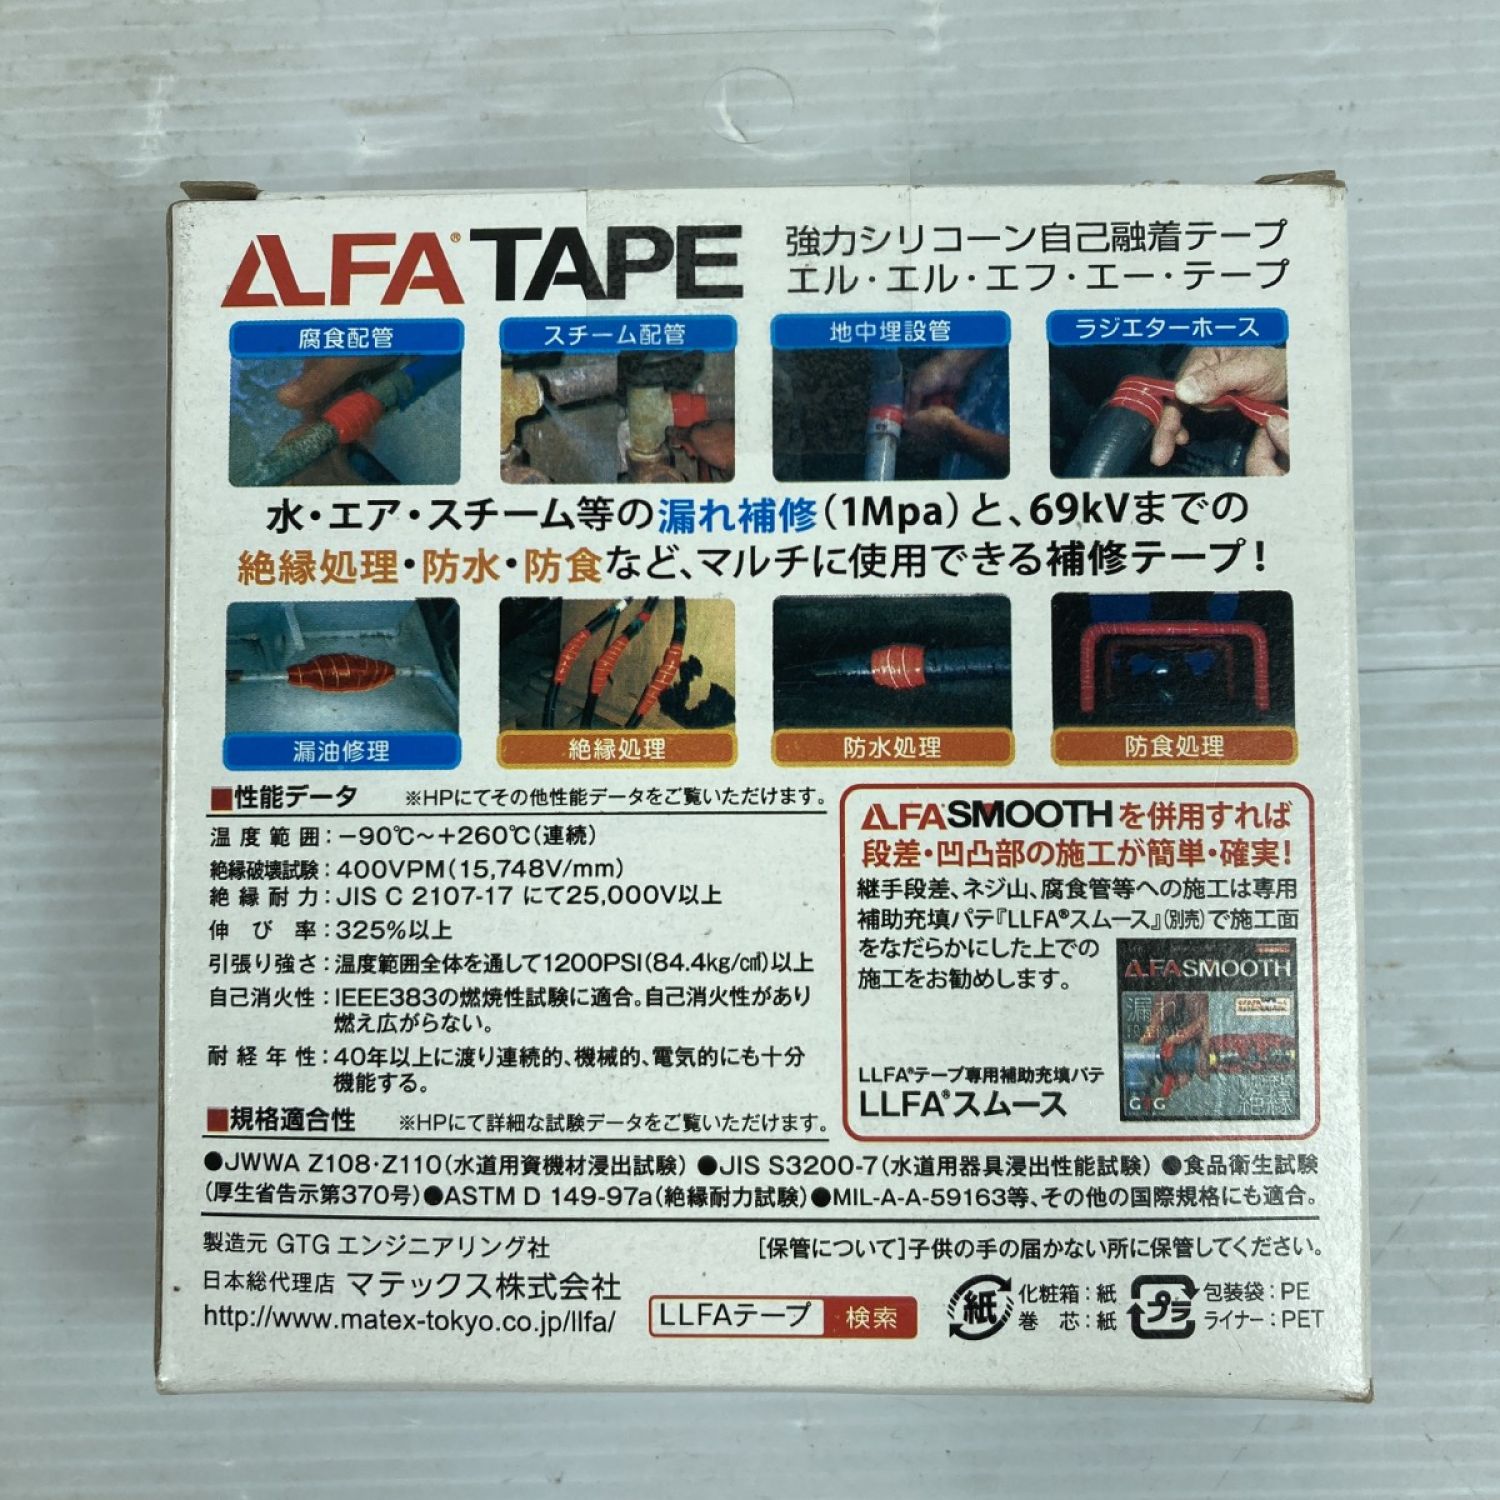 LLFA® TAPE
強力シリコーン自己融着テープ
エル・エル・エフ・エー・テープ
腐食配管
スチーム配管
地中埋設管
ラジエターホース
水・エア・スチーム等の漏れ補修(1Mpa)と、69kVまでの
絶縁処理・防水・防食など、マルチに使用できる補修テープ!
漏油修理
絶縁処理
防水処理
防食処理
■性能データ ※HPにてその他性能データをご覧いただけます。
温度範囲:−90℃〜+260℃(連続)
絶縁破壊試験:400VPM(15,748V/mm)
絶縁耐力:JIS C 2107-17 にて25,000V以上
伸び率:325%以上
引張り強さ:温度範囲全体を通して1200PSI(84.4kg/c㎡)以上
自己消火性:IEEE383の燃焼性試験に適合。自己消火性があり
燃え広がらない。
耐経年性:40年以上に渡り連続的、機械的、電気的にも十分
機能する。
■規格適合性 ※HPにて詳細な試験データをご覧いただけます。
LLFA®SMOOTHを併用すれば
段差・凹凸部の施工が簡単・確実!
継手段差、ネジ山、腐食管等への施工は専用
補助充填パテ『LLFA®スムース』(別売)で施工面
をなだらかにした上での
施工をお勧めします。
LLFASMOOTH
漏れ
GTG
絶縁
LLFA®テープ専用補助充填パテ
LLFA®スムース
●JWWA Z108・Z110(水道用資機材浸出試験) ●JIS S3200-7(水道用器具浸出性能試験) ●食品衛生試験
(厚生省告示第370号)●ASTM D 149-97a(絶縁耐力試験)●MIL-A-A-59163等、その他の国際規格にも適合。
製造元 GTG エンジニアリング社
[保管について]子供の手の届かない所に保管してください。
日本総代理店 マテックス株式会社
http://www.matex-tokyo.co.jp/llfa/
LLFAテープ 検索
紙 化粧箱:紙
巻 芯:紙
プラ 包装袋:PE
ライナー:PET